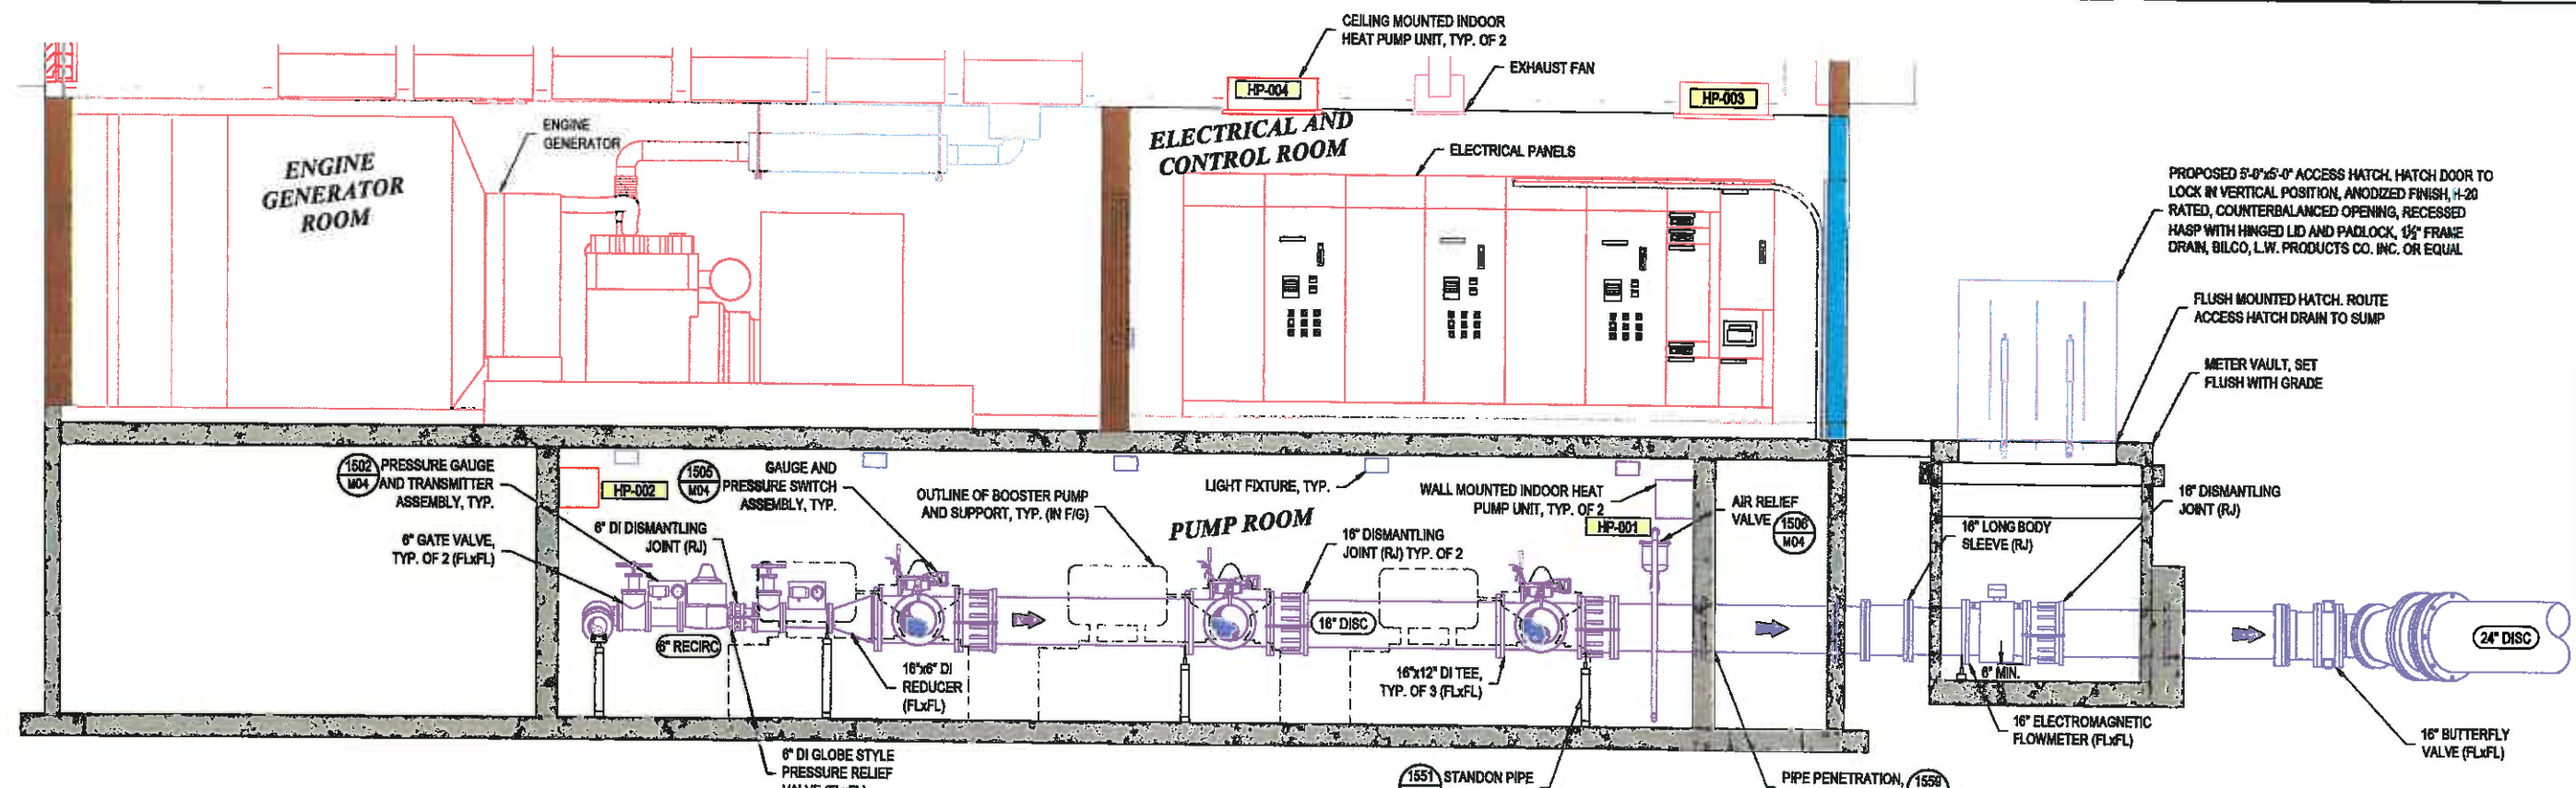 CEILING MOUNTED INDOOR
HEAT PUMP UNIT, TYP. OF 2
EXHAUST FAN
HP-004
HP-003
ENGINE
GENERATOR
ENGINE
GENERATOR
ROOM
ELECTRICAL AND
CONTROL ROOM
ELECTRICAL PANELS
PROPOSED 5'-0"x5'-0" ACCESS HATCH. HATCH DOOR TO
LOCK IN VERTICAL POSITION, ANODIZED FINISH, H-20
RATED, COUNTERBALANCED OPENING, RECESSED
HASP WITH HINGED LID AND PADLOCK, 1½" FRAME
DRAIN, BILCO, L.W. PRODUCTS CO. INC. OR EQUAL
FLUSH MOUNTED HATCH. ROUTE
ACCESS HATCH DRAIN TO SUMP
METER VAULT, SET
FLUSH WITH GRADE
1502
M04
PRESSURE GAUGE
AND TRANSMITTER
ASSEMBLY, TYP.
HP-002
1505
M04
GAUGE AND
PRESSURE SWITCH
ASSEMBLY, TYP.
OUTLINE OF BOOSTER PUMP
AND SUPPORT, TYP. (IN F/G)
LIGHT FIXTURE, TYP.
PUMP ROOM
WALL MOUNTED INDOOR HEAT
PUMP UNIT, TYP. OF 2
HP-001
AIR RELIEF
VALVE
1506
M04
6" GATE VALVE,
TYP. OF 2 (FLxFL)
6" DI DISMANTLING
JOINT (RJ)
16" DISMANTLING
JOINT (RJ) TYP. OF 2
16" LONG BODY
SLEEVE (RJ)
16" DISMANTLING
JOINT (RJ)
6" RECIRC
16" DISC
24" DISC
16"x6" DI
REDUCER
(FLxFL)
16"x12" DI TEE,
TYP. OF 3 (FLxFL)
6" MIN.
16" ELECTROMAGNETIC
FLOWMETER (FLxFL)
16" BUTTERFLY
VALVE (FLxFL)
6" DI GLOBE STYLE
PRESSURE RELIEF
VALVE (FLxFL)
1551
STANDON PIPE
PIPE PENETRATION,
1559